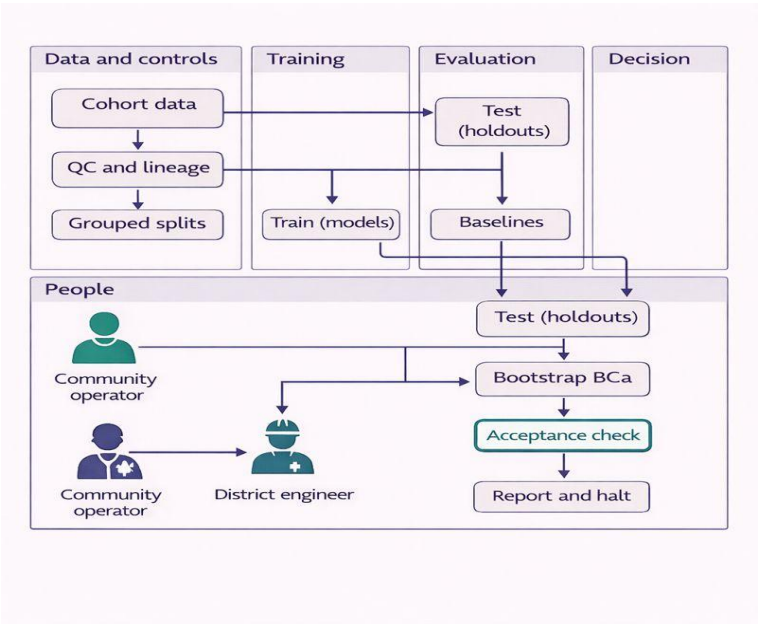 Data and controls
Training
Evaluation
Decision
Cohort data
Test
(holdouts)
QC and lineage
Grouped splits
Train (models)
Baselines
People
Test (holdouts)
Community
operator
Bootstrap BCa
Acceptance check
Community
operator
District engineer
Report and halt